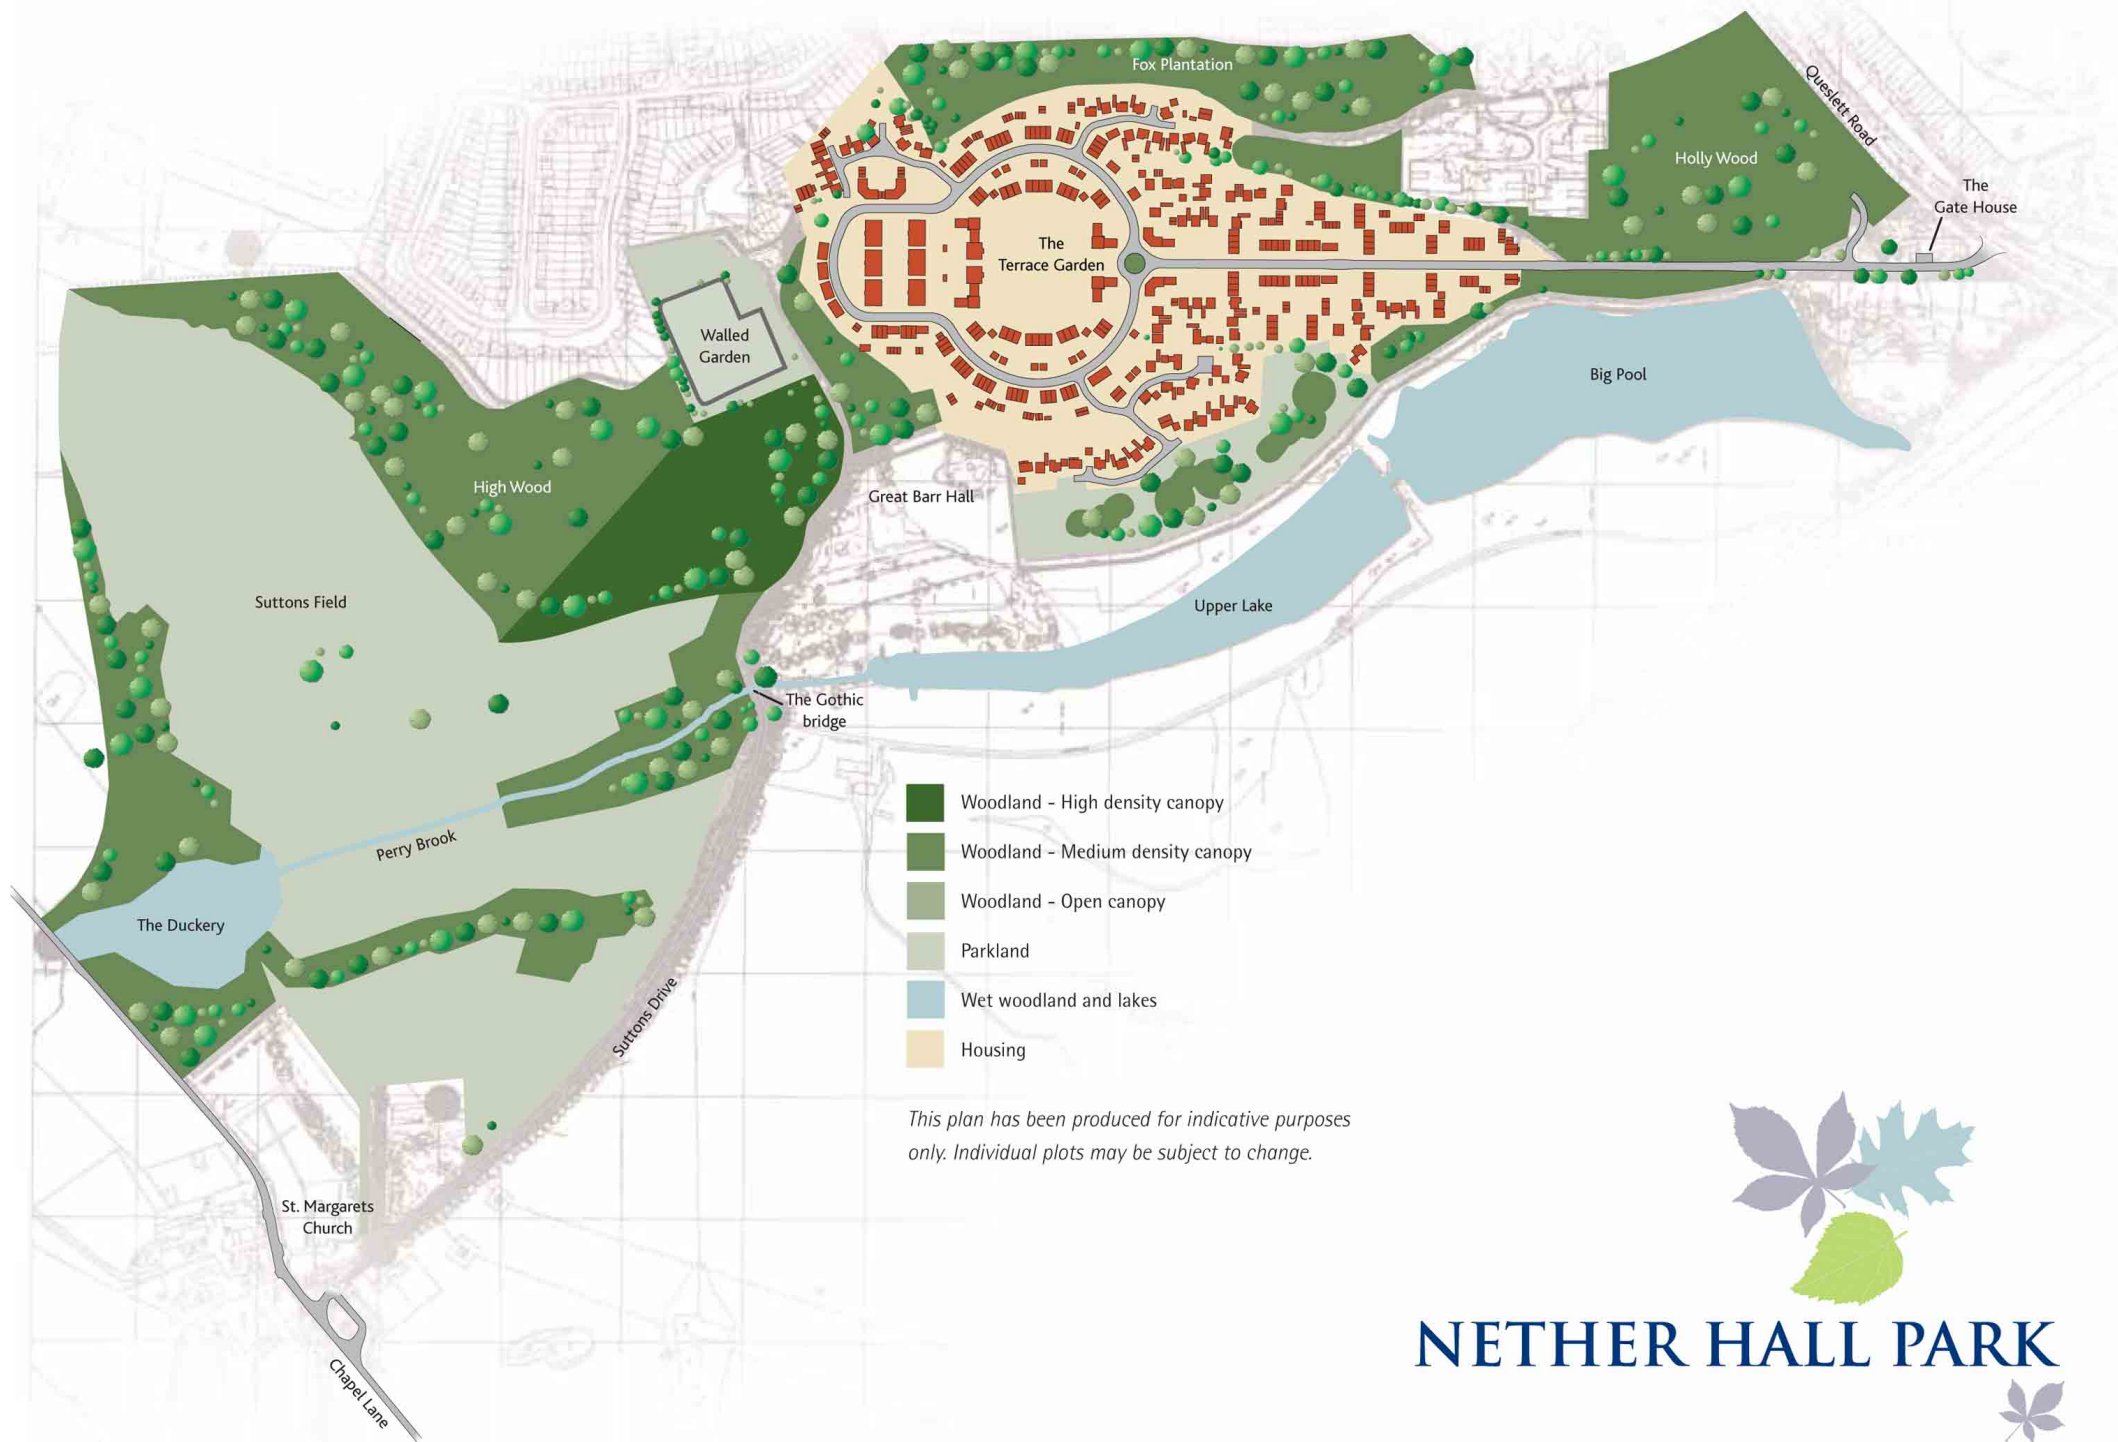 Fox Plantation
Queslett Road
Holly Wood
The
Gate House
The
Terrace Garden
Walled
Garden
Big Pool
High Wood
Great Barr Hall
Suttons Field
Upper Lake
The Gothic
bridge
Perry Brook
The Duckery
Suttons Drive
St. Margarets
Church
Chapel Lane
Woodland - High density canopy
Woodland - Medium density canopy
Woodland - Open canopy
Parkland
Wet woodland and lakes
Housing
This plan has been produced for indicative purposes
only. Individual plots may be subject to change.
NETHER HALL PARK